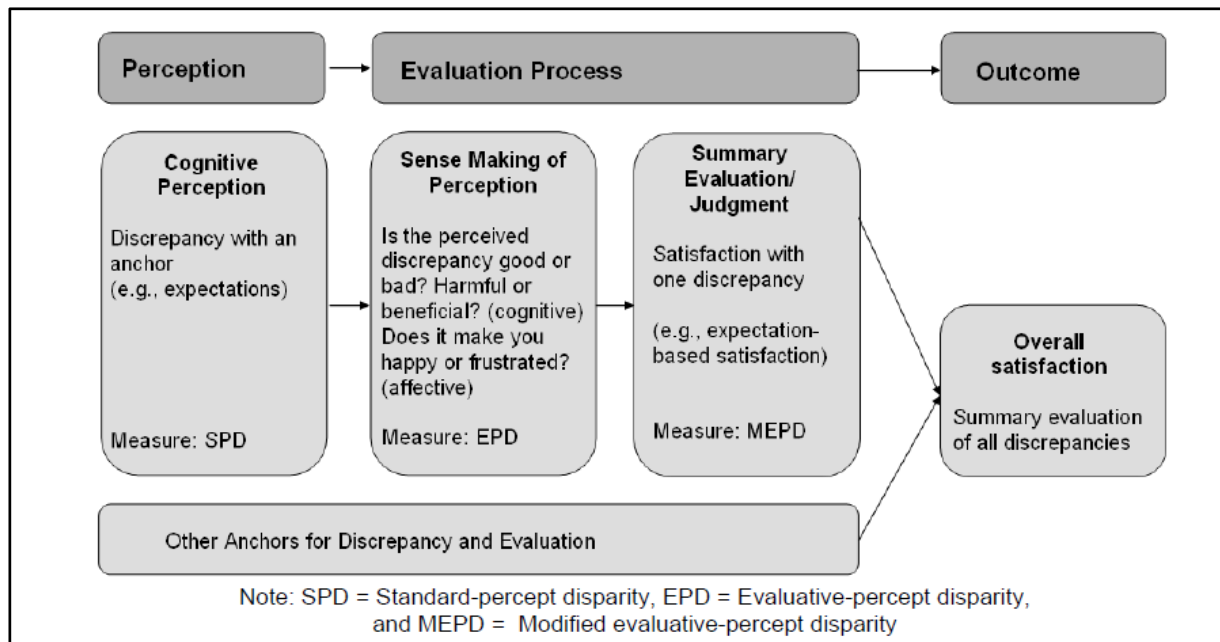 Perception
Evaluation Process
Outcome
Cognitive
Perception
Discrepancy with an
anchor
(e.g., expectations)
Measure: SPD
Sense Making of
Perception
Is the perceived
discrepancy good or
bad? Harmful or
beneficial? (cognitive)
Does it make you
happy or frustrated?
(affective)
Measure: EPD
Summary
Evaluation/
Judgment
Satisfaction with
one discrepancy
(e.g., expectation-
based satisfaction)
Measure: MEPD
Overall
satisfaction
Summary evaluation
of all discrepancies
Other Anchors for Discrepancy and Evaluation
Note: SPD = Standard-percept disparity, EPD = Evaluative-percept disparity,
and MEPD = Modified evaluative-percept disparity